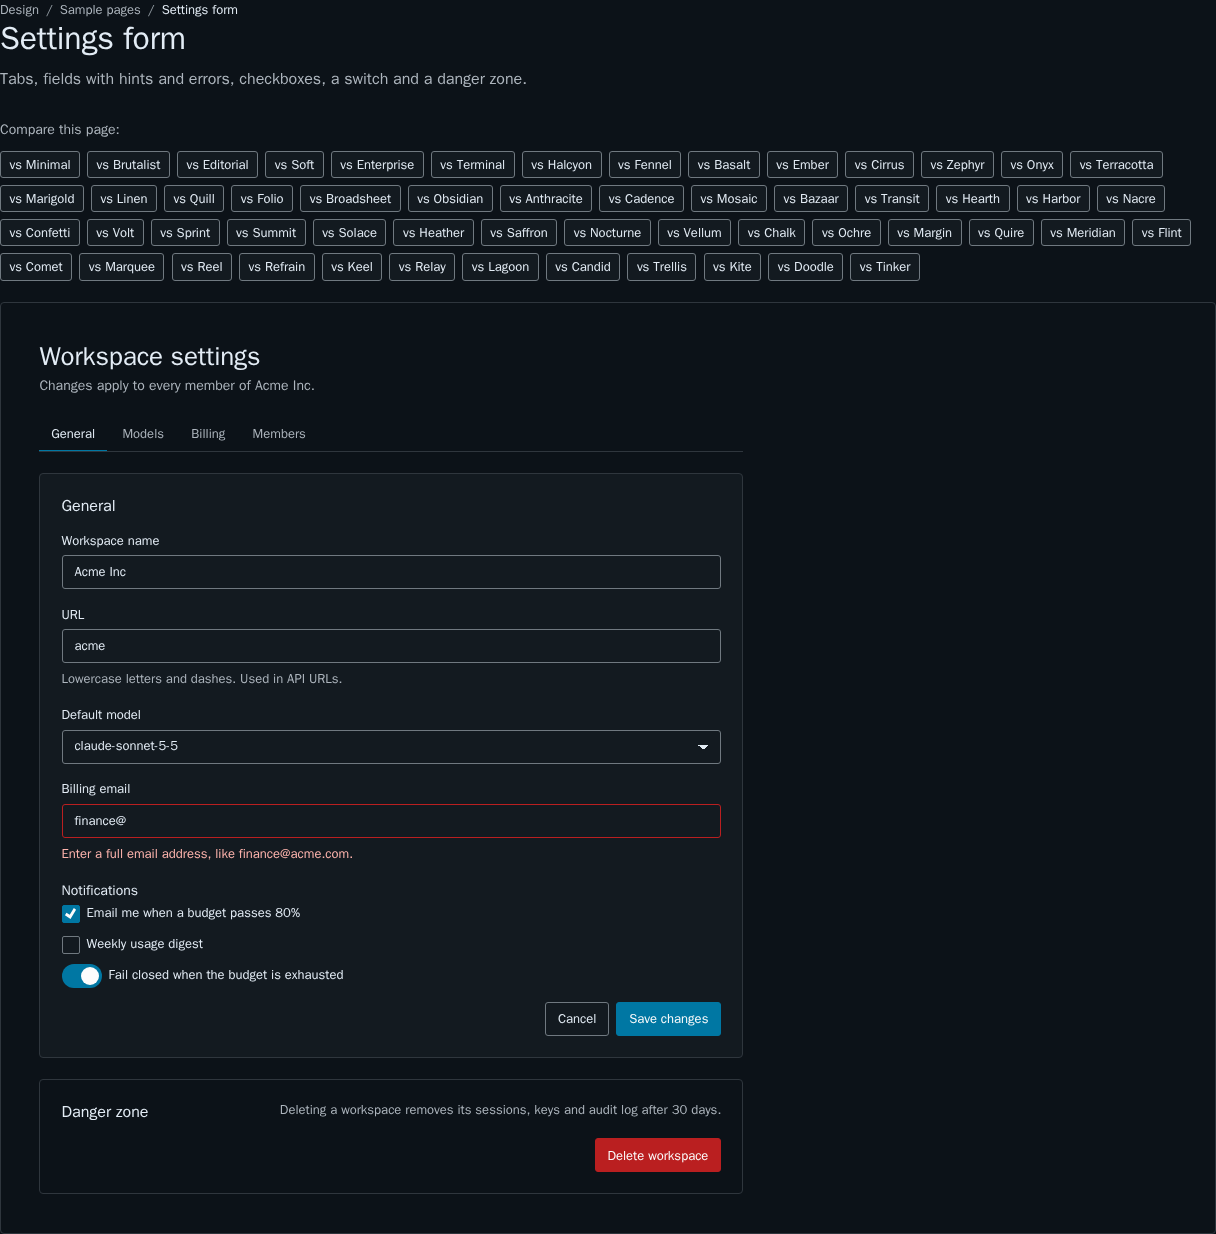 Design / Sample pages / Settings form
Settings form
Tabs, fields with hints and errors, checkboxes, a switch and a danger zone.
Compare this page:
vs Minimal vs Brutalist vs Editorial vs Soft vs Enterprise vs Terminal vs Halcyon vs Fennel vs Basalt vs Ember vs Cirrus vs Zephyr vs Onyx vs Terracotta
vs Marigold vs Linen vs Quill vs Folio vs Broadsheet vs Obsidian vs Anthracite vs Cadence vs Mosaic vs Bazaar vs Transit vs Hearth vs Harbor vs Nacre
vs Confetti vs Volt vs Sprint vs Summit vs Solace vs Heather vs Saffron vs Nocturne vs Vellum vs Chalk vs Ochre vs Margin vs Quire vs Meridian vs Flint
vs Comet vs Marquee vs Reel vs Refrain vs Keel vs Relay vs Lagoon vs Candid vs Trellis vs Kite vs Doodle vs Tinker
Workspace settings
Changes apply to every member of Acme Inc.
General Models Billing Members
General
Workspace name
Acme Inc
URL
acme
Lowercase letters and dashes. Used in API URLs.
Default model
claude-sonnet-5-5
Billing email
finance@
Enter a full email address, like finance@acme.com.
Notifications
Email me when a budget passes 80%
Weekly usage digest
Fail closed when the budget is exhausted
Cancel Save changes
Danger zone Deleting a workspace removes its sessions, keys and audit log after 30 days.
Delete workspace